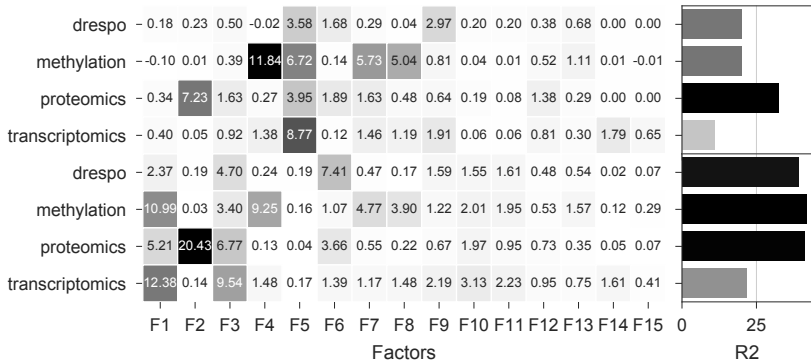 drespo 0.18 0.23 0.50 -0.02 3.58 1.68 0.29 0.04 2.97 0.20 0.20 0.38 0.68 0.00 0.00
methylation -0.10 0.01 0.39 11.84 6.72 0.14 5.73 5.04 0.81 0.04 0.01 0.52 1.11 0.01 -0.01
proteomics 0.34 7.23 1.63 0.27 3.95 1.89 1.63 0.48 0.64 0.19 0.08 1.38 0.29 0.00 0.00
transcriptomics 0.40 0.05 0.92 1.38 8.77 0.12 1.46 1.19 1.91 0.06 0.06 0.81 0.30 1.79 0.65
drespo 2.37 0.19 4.70 0.24 0.19 7.41 0.47 0.17 1.59 1.55 1.61 0.48 0.54 0.02 0.07
methylation 10.99 0.03 3.40 9.25 0.16 1.07 4.77 3.90 1.22 2.01 1.95 0.53 1.57 0.12 0.29
proteomics 5.21 20.43 6.77 0.13 0.04 3.66 0.55 0.22 0.67 1.97 0.95 0.73 0.35 0.05 0.07
transcriptomics 12.38 0.14 9.54 1.48 0.17 1.39 1.17 1.48 2.19 3.13 2.23 0.95 0.75 1.61 0.41
F1 F2 F3 F4 F5 F6 F7 F8 F9 F10 F11 F12 F13 F14 F15 0 25
Factors R2